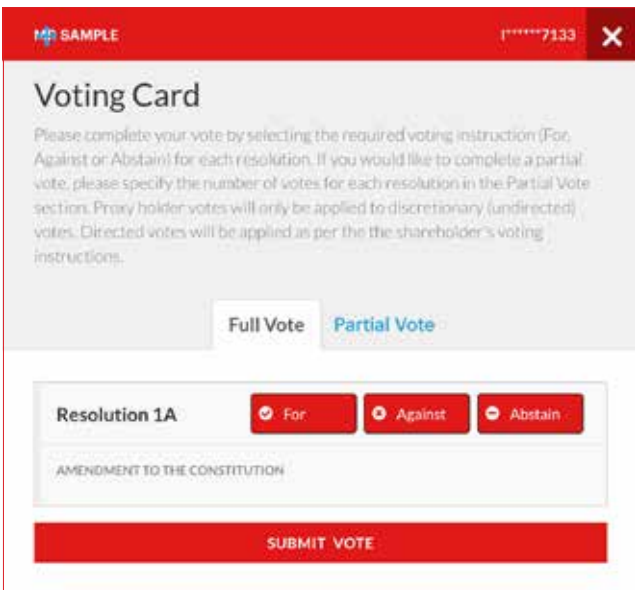 MR SAMPLE
I******7133
Voting Card
Please complete your vote by selecting the required voting instruction (For,
Against or Abstain) for each resolution. If you would like to complete a partial
vote, please specify the number of votes for each resolution in the Partial Vote
section. Proxy holder votes will only be applied to discretionary (undirected)
votes. Directed votes will be applied as per the the shareholder's voting
instructions.
Full Vote Partial Vote
Resolution 1A For Against Abstain
AMENDMENT TO THE CONSTITUTION
SUBMIT VOTE